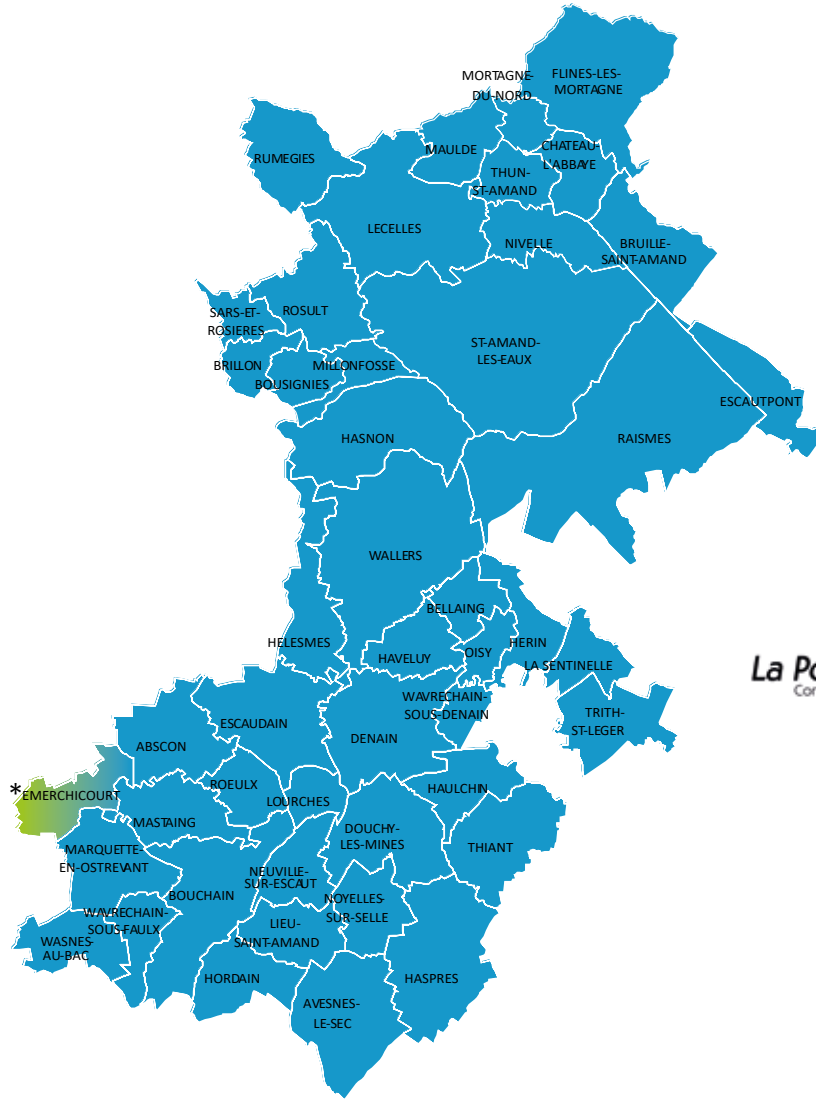 FLINES-LES-
MORTAGNE
MORTAGNE-
DU-NORD
MAULDE
CHATEAU-
L'ABBAYE
RUMEGIES
THUN-
ST-AMAND
LECELLES
NIVELLE
BRUILLE-
SAINT-AMAND
SARS-ET-
ROSIERES
ROSULT
ST-AMAND-
LES-EAUX
BRILLON
BOUSIGNIES
MILLONFOSSE
ESCAUTPONT
HASNON
RAISMES
WALLERS
BELLAING
HELESMES
HAVELUY
OISY
HERIN
LA SENTINELLE
La Po
Con
WAVRECHAIN-
SOUS-DENAIN
TRITH-
ST-LEGER
ESCAUDAIN
DENAIN
ABSCON
ROEULX
LOURCHES
HAULCHIN
*EMERCHICOURT
MASTAING
DOUCHY-
LES-MINES
THIANT
MARQUETTE-
EN-OSTREVANT
NEUVILLE-
SUR-ESCAUT
BOUCHAIN
NOYELLES-
SUR-SELLE
WAVRECHAIN-
SOUS-FAULX
LIEU-
SAINT-AMAND
WASNES-
AU-BAC
HORDAIN
HASPRES
AVESNES-
LE-SEC